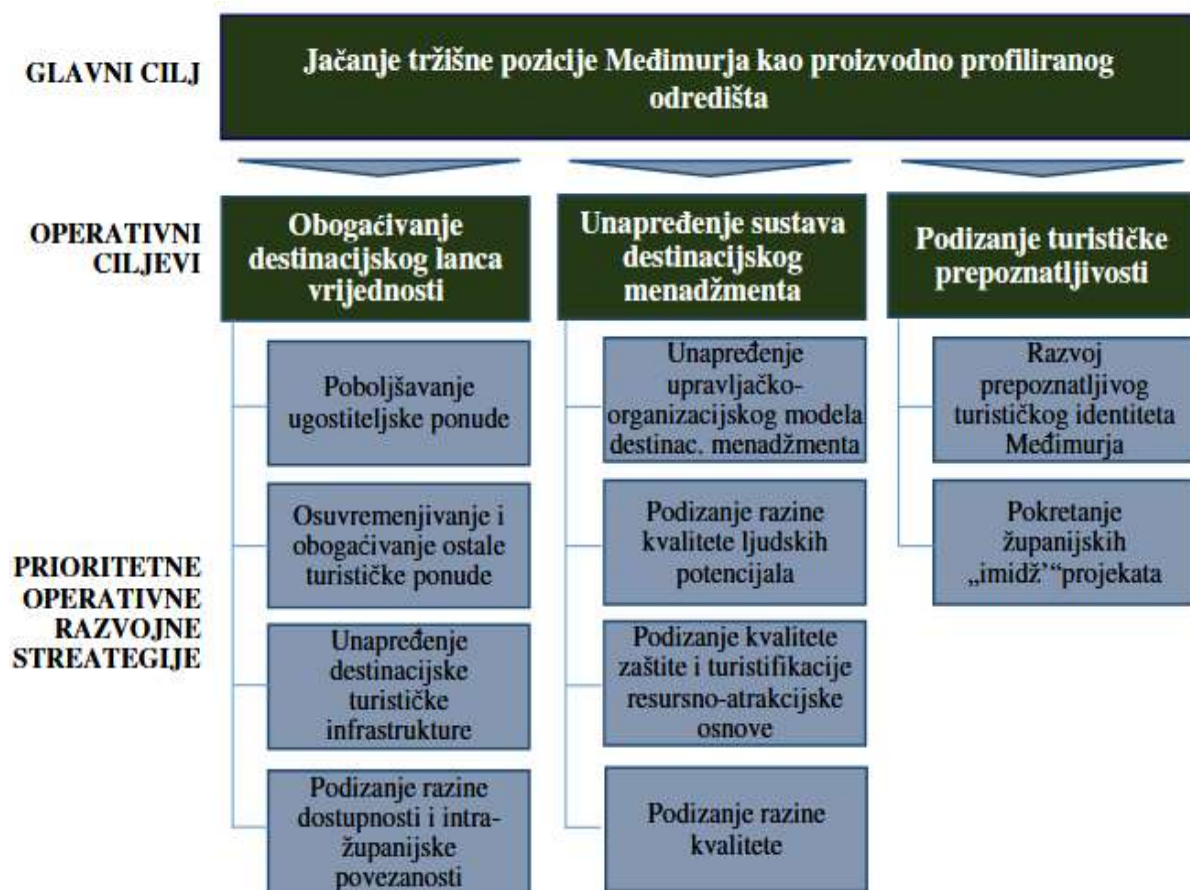 GLAVNI CILJ
Jačanje tržišne pozicije Međimurja kao proizvodno profiliranog
odredišta
OPERATIVNI
CILJEVI
Obogaćivanje
destinacijskog lanca
vrijednosti
Unapređenje sustava
destinacijskog
menadžmenta
Podizanje turističke
prepoznatljivosti
PRIORITETNE
OPERATIVNE
RAZVOJNE
STREATEGIJE
Poboljšavanje
ugostiteljske ponude
Osuvremenjivanje i
obogaćivanje ostale
turističke ponude
Unapređenje
destinacijske
turističke
infrastrukture
Podizanje razine
dostupnosti i intra-
županijske
povezanosti
Unapređenje
upravljačko-
organizacijskog modela
destinac. menadžmenta
Podizanje razine
kvalitete ljudskih
potencijala
Podizanje kvalitete
zaštite i turistifikacije
resursno-atrakcijske
osnove
Podizanje razine
kvalitete
Razvoj
prepoznatljivog
turističkog identiteta
Međimurja
Pokretanje
županijskih
„imidž'“projekata